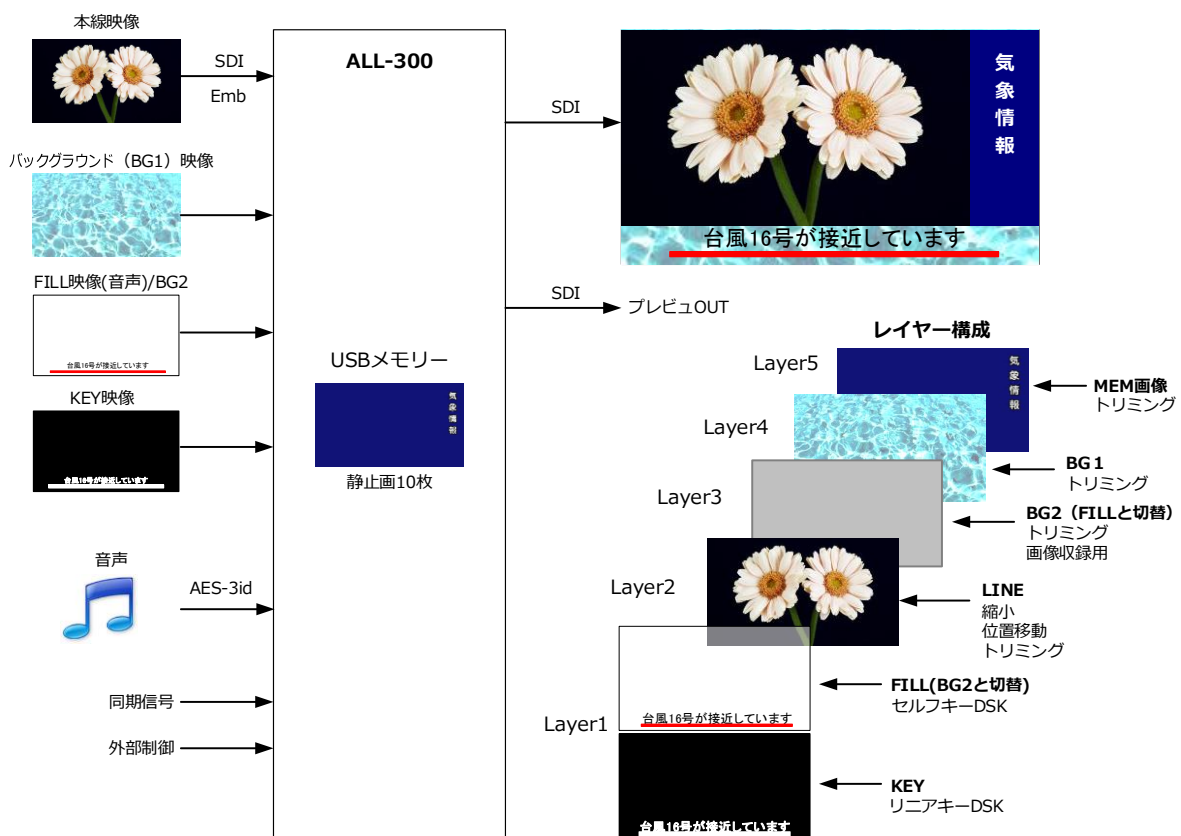 本線映像
SDI
Emb
バックグラウンド（BG1）映像
FILL映像(音声)/BG2
台風16号が接近しています
KEY映像
台風16号が接近しています
音声
AES-3id
同期信号
外部制御
ALL-300
USBメモリー
気象情報
静止画10枚
SDI
気象情報
台風16号が接近しています
SDI
プレビュOUT
レイヤー構成
Layer5
気象情報
MEM画像
トリミング
Layer4
BG1
トリミング
Layer3
BG2（FILLと切替）
トリミング
画像収録用
Layer2
LINE
縮小
位置移動
トリミング
Layer1
台風16号が接近しています
FILL(BG2と切替)
セルフキーDSK
台風16号が接近しています
KEY
リニアキーDSK